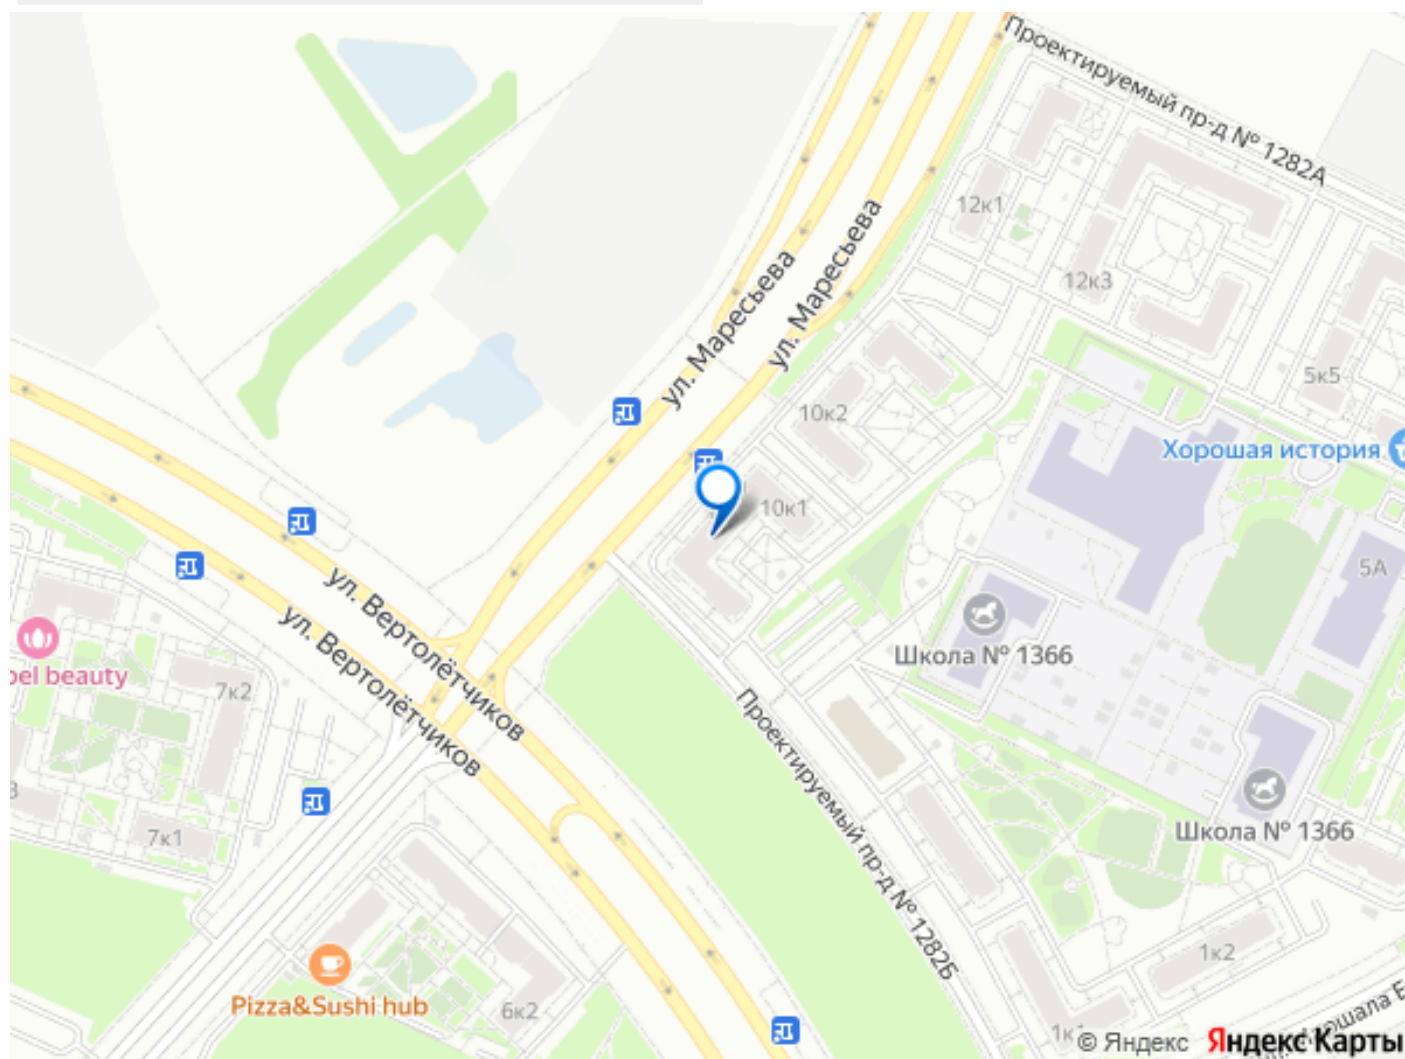 Проектируемый пр-д № 1282А
12к1
ул. Маресьева
ул. Маресьева
12к3
5к5
10к2
Хорошая история
10к1
ул. Вертолётчиков
ул. Вертолётчиков
5А
Школа № 1366
pel beauty
7к2
Проектируемый пр-д № 1282Б
7к1
Школа № 1366
1к2
Pizza&Sushi hub
6к2
1к1
© Яндекс Яндекс Карты